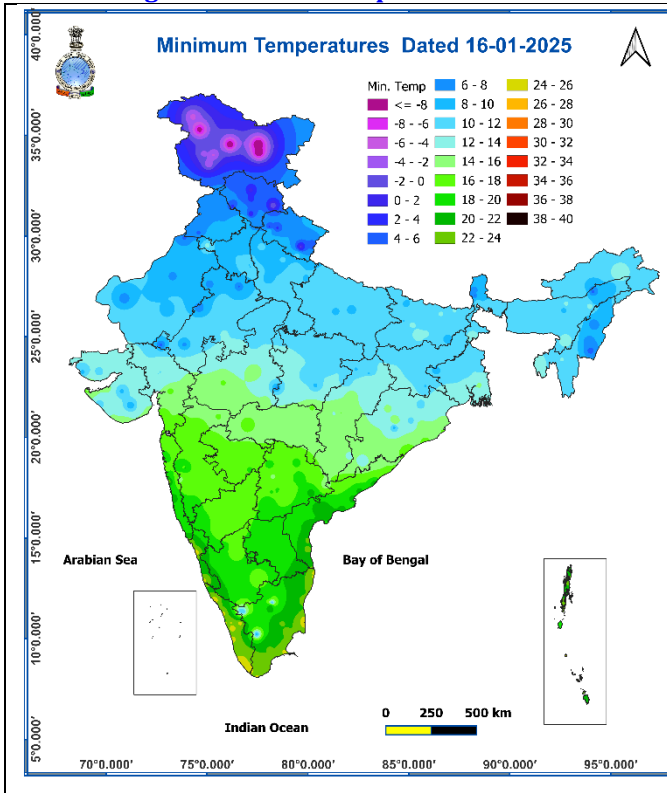 Minimum Temperatures Dated 16-01-2025
Min. Temp
<= -8
-8 - -6
-6 - -4
-4 - -2
-2 - 0
0 - 2
2 - 4
4 - 6
6 - 8
8 - 10
10 - 12
12 - 14
14 - 16
16 - 18
18 - 20
20 - 22
22 - 24
24 - 26
26 - 28
28 - 30
30 - 32
32 - 34
34 - 36
36 - 38
38 - 40
40°0.000'
35°0.000'
30°0.000'
25°0.000'
20°0.000'
15°0.000'
10°0.000'
5°0.000'
Arabian Sea
Bay of Bengal
Indian Ocean
0 250 500 km
70°0.000' 75°0.000' 80°0.000' 85°0.000' 90°0.000' 95°0.000'